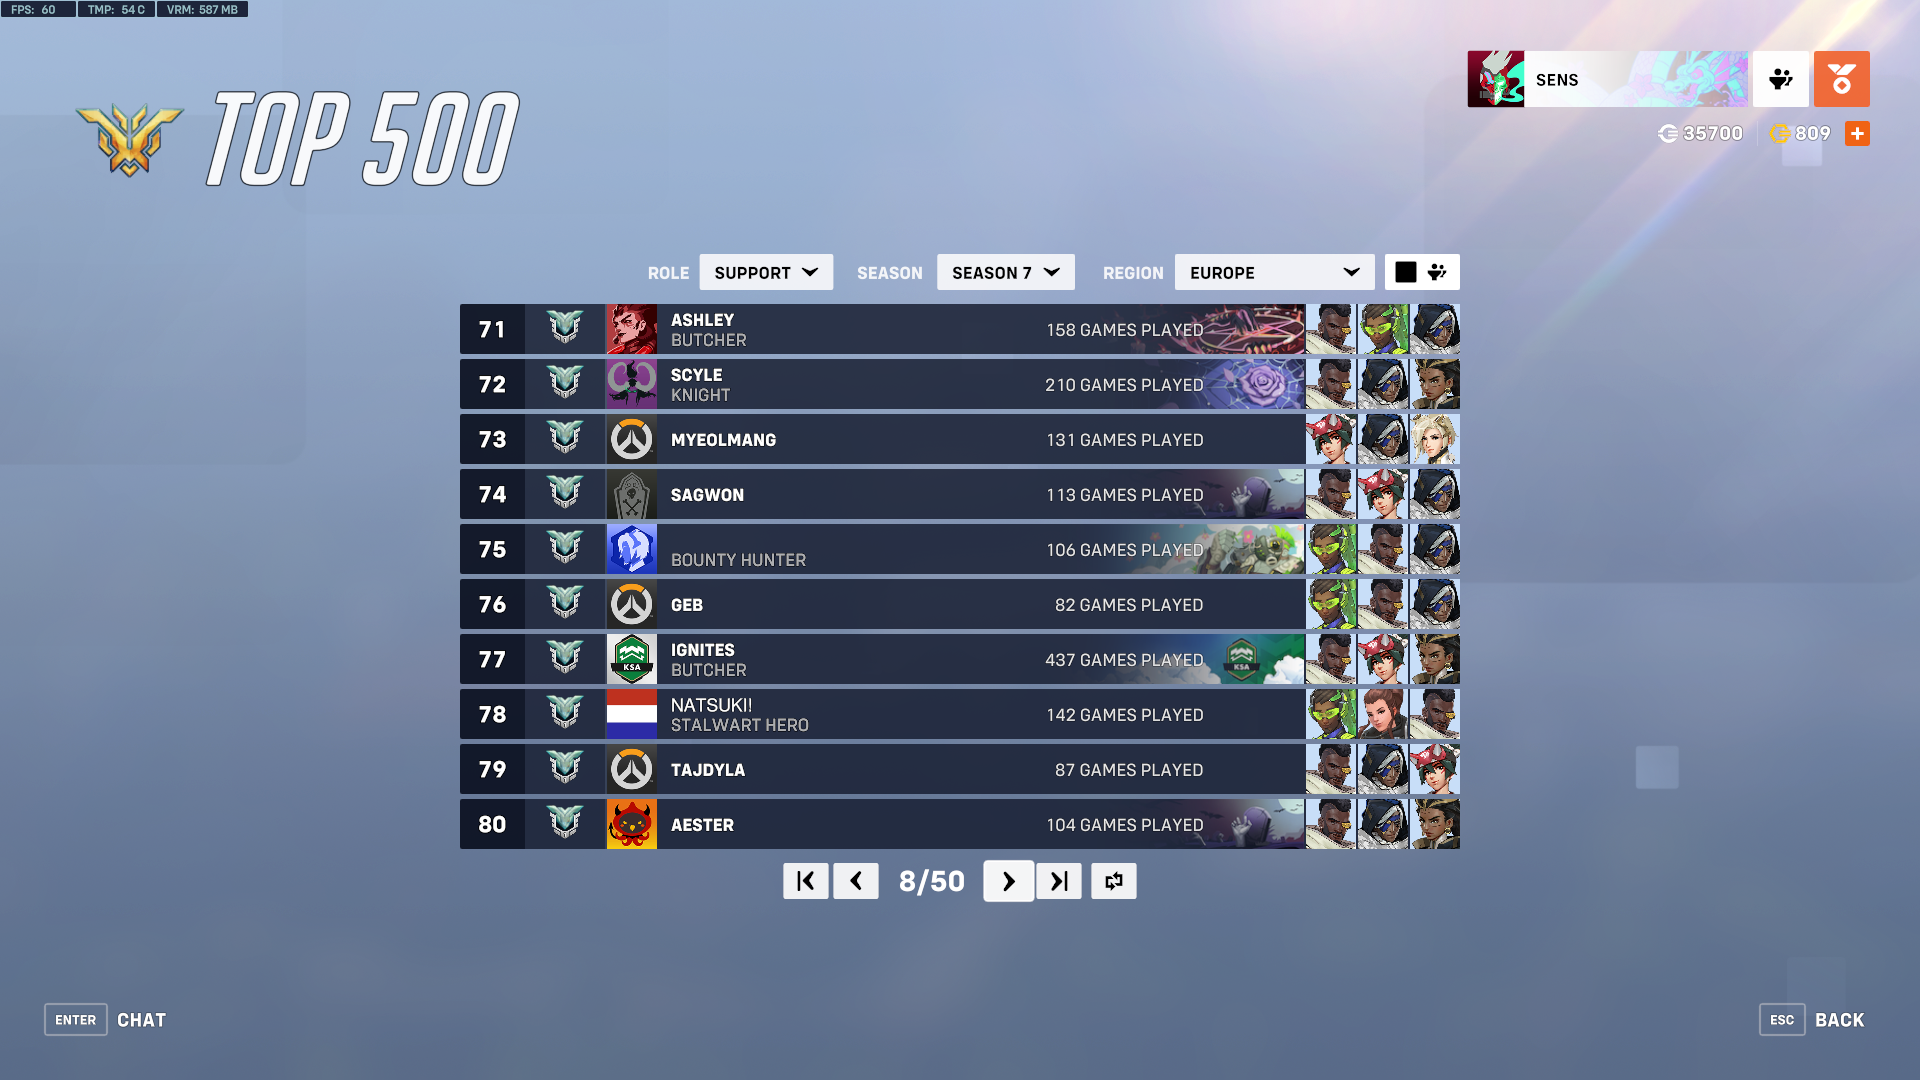 FPS: 60 TMP: 54 C VRM: 587 MB
TOP 500
SENS
35700 809
ROLE SUPPORT SEASON SEASON 7 REGION EUROPE
71 ASHLEY 158 GAMES PLAYED
BUTCHER
72 SCYLE 210 GAMES PLAYED
KNIGHT
73 MYEOLMANG 131 GAMES PLAYED
74 SAGWON 113 GAMES PLAYED
75 BOUNTY HUNTER 106 GAMES PLAYED
76 GEB 82 GAMES PLAYED
77 IGNITES 437 GAMES PLAYED
BUTCHER
KSA KSA
78 NATSUKI! 142 GAMES PLAYED
STALWART HERO
79 TAJDYLA 87 GAMES PLAYED
80 AESTER 104 GAMES PLAYED
8/50
ENTER CHAT
ESC BACK